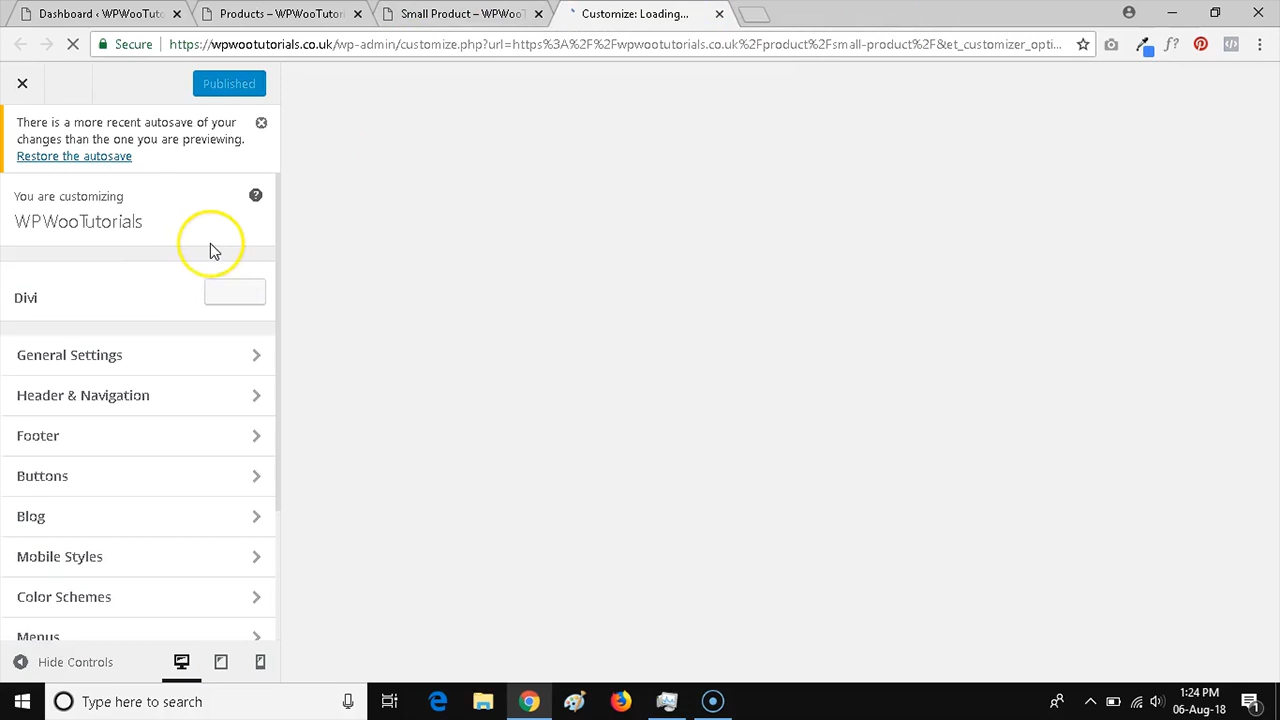 Dashboard ‹ WPWooTuto
Products – WPWooTutor
Small Product – WPWooT
Customize: Loading...
Secure
https://wpwootutorials.co.uk/wp-admin/customize.php?url=https%3A%2F%2Fwpwootutorials.co.uk%2Fproduct%2Fsmall-product%2F&et_customizer_opti...
Published
There is a more recent autosave of your
changes than the one you are previewing.
Restore the autosave
You are customizing
WPWooTutorials
Divi
General Settings
Header & Navigation
Footer
Buttons
Blog
Mobile Styles
Color Schemes
Menus
Hide Controls
Type here to search
1:24 PM
06-Aug-18